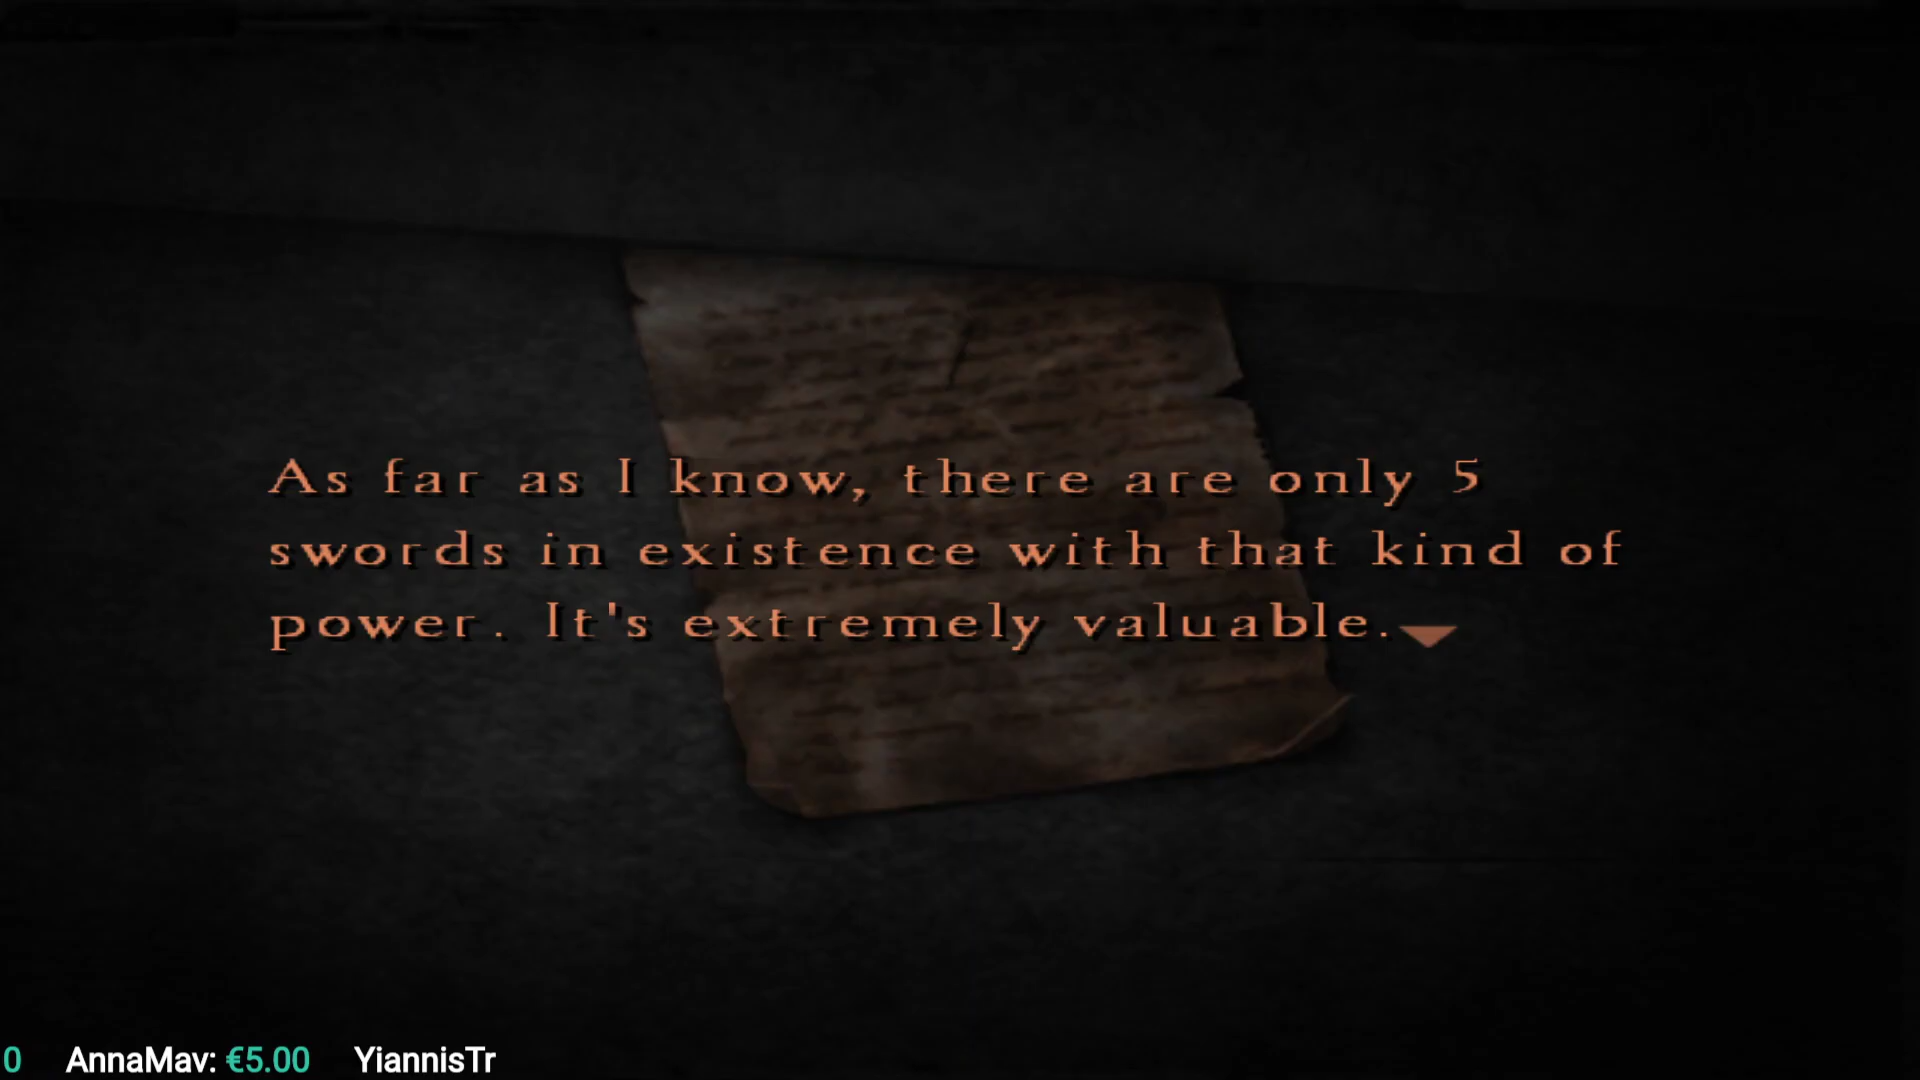 As far as I know, there are only 5
swords in existence with that kind of
power. It's extremely valuable.
0 AnnaMav: €5.00 YiannisTr